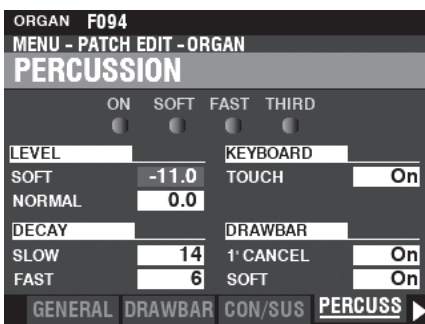 ORGAN F094
MENU - PATCH EDIT - ORGAN
PERCUSSION
ON SOFT FAST THIRD
LEVEL KEYBOARD
SOFT -11.0 TOUCH On
NORMAL 0.0
DECAY DRAWBAR
SLOW 14 1' CANCEL On
FAST 6 SOFT On
GENERAL DRAWBAR CON/SUS PERCUSS